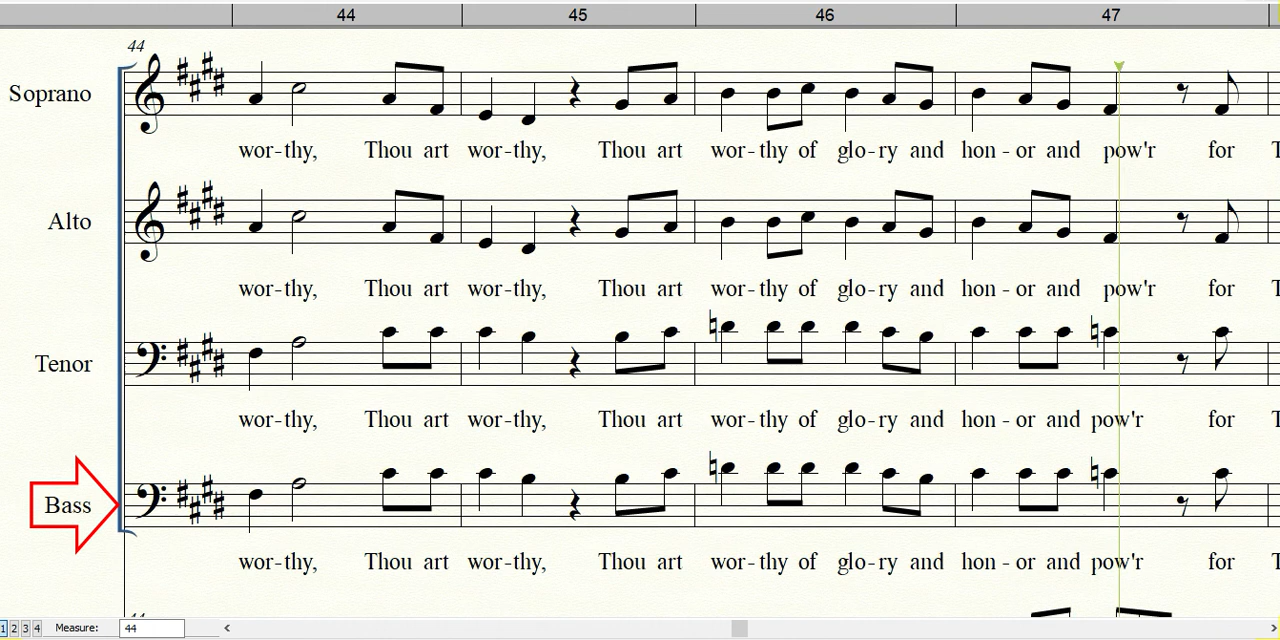 44 45 46 47
44
Soprano
wor-thy, Thou art wor-thy, Thou art wor-thy of glo-ry and hon-or and pow'r for T
Alto
wor-thy, Thou art wor-thy, Thou art wor-thy of glo-ry and hon-or and pow'r for T
Tenor
wor-thy, Thou art wor-thy, Thou art wor-thy of glo-ry and hon-or and pow'r for T
Bass
wor-thy, Thou art wor-thy, Thou art wor-thy of glo-ry and hon-or and pow'r for T
44
1 2 3 4 Measure: 44